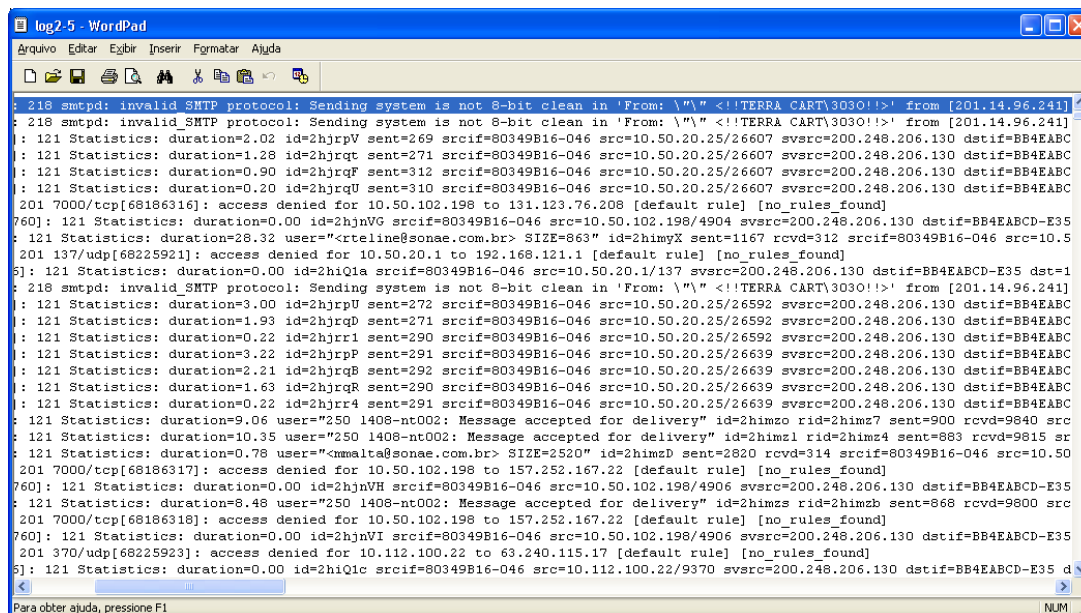 log2-5 - WordPad
Arquivo Editar Exibir Inserir Formatar Ajuda
: 218 smtpd: invalid_SMTP protocol: Sending system is not 8-bit clean in 'From: \"\" <!!TERRA CART\303O!!>' from [201.14.96.241]
: 218 smtpd: invalid_SMTP protocol: Sending system is not 8-bit clean in 'From: \"\" <!!TERRA CART\303O!!>' from [201.14.96.241]
]: 121 Statistics: duration=2.02 id=2hjrpV sent=269 srcif=80349B16-046 src=10.50.20.25/26607 svsrc=200.248.206.130 dstif=BB4EABC
]: 121 Statistics: duration=1.28 id=2hjrqt sent=271 srcif=80349B16-046 src=10.50.20.25/26607 svsrc=200.248.206.130 dstif=BB4EABC
]: 121 Statistics: duration=0.90 id=2hjrqF sent=312 srcif=80349B16-046 src=10.50.20.25/26607 svsrc=200.248.206.130 dstif=BB4EABC
]: 121 Statistics: duration=0.20 id=2hjrqU sent=310 srcif=80349B16-046 src=10.50.20.25/26607 svsrc=200.248.206.130 dstif=BB4EABC
201 7000/tcp[68186316]: access denied for 10.50.102.198 to 131.123.76.208 [default rule] [no_rules_found]
760]: 121 Statistics: duration=0.00 id=2hjnVG srcif=80349B16-046 src=10.50.102.198/4904 svsrc=200.248.206.130 dstif=BB4EABCD-E35
: 121 Statistics: duration=28.32 user="<rteline@sonae.com.br> SIZE=863" id=2himyX sent=1167 rcvd=312 srcif=80349B16-046 src=10.5
201 137/udp[68225921]: access denied for 10.50.20.1 to 192.168.121.1 [default rule] [no_rules_found]
6]: 121 Statistics: duration=0.00 id=2hiQ1a srcif=80349B16-046 src=10.50.20.1/137 svsrc=200.248.206.130 dstif=BB4EABCD-E35 dst=1
: 218 smtpd: invalid_SMTP protocol: Sending system is not 8-bit clean in 'From: \"\" <!!TERRA CART\303O!!>' from [201.14.96.241]
]: 121 Statistics: duration=3.00 id=2hjrpU sent=272 srcif=80349B16-046 src=10.50.20.25/26592 svsrc=200.248.206.130 dstif=BB4EABC
]: 121 Statistics: duration=1.93 id=2hjrqD sent=271 srcif=80349B16-046 src=10.50.20.25/26592 svsrc=200.248.206.130 dstif=BB4EABC
]: 121 Statistics: duration=0.22 id=2hjrr1 sent=290 srcif=80349B16-046 src=10.50.20.25/26592 svsrc=200.248.206.130 dstif=BB4EABC
]: 121 Statistics: duration=3.22 id=2hjrpP sent=291 srcif=80349B16-046 src=10.50.20.25/26639 svsrc=200.248.206.130 dstif=BB4EABC
]: 121 Statistics: duration=2.21 id=2hjrqB sent=292 srcif=80349B16-046 src=10.50.20.25/26639 svsrc=200.248.206.130 dstif=BB4EABC
]: 121 Statistics: duration=1.63 id=2hjrqR sent=290 srcif=80349B16-046 src=10.50.20.25/26639 svsrc=200.248.206.130 dstif=BB4EABC
]: 121 Statistics: duration=0.22 id=2hjrr4 sent=291 srcif=80349B16-046 src=10.50.20.25/26639 svsrc=200.248.206.130 dstif=BB4EABC
: 121 Statistics: duration=9.06 user="250 l408-nt002: Message accepted for delivery" id=2himzo rid=2himz7 sent=900 rcvd=9840 src
: 121 Statistics: duration=10.35 user="250 l408-nt002: Message accepted for delivery" id=2himzl rid=2himz4 sent=883 rcvd=9815 sr
: 121 Statistics: duration=0.78 user="<mmalta@sonae.com.br> SIZE=2520" id=2himzD sent=2820 rcvd=314 srcif=80349B16-046 src=10.50
201 7000/tcp[68186317]: access denied for 10.50.102.198 to 157.252.167.22 [default rule] [no_rules_found]
760]: 121 Statistics: duration=0.00 id=2hjnVH srcif=80349B16-046 src=10.50.102.198/4906 svsrc=200.248.206.130 dstif=BB4EABCD-E35
: 121 Statistics: duration=8.48 user="250 l408-nt002: Message accepted for delivery" id=2himzs rid=2himzb sent=868 rcvd=9800 src
201 7000/tcp[68186318]: access denied for 10.50.102.198 to 157.252.167.22 [default rule] [no_rules_found]
760]: 121 Statistics: duration=0.00 id=2hjnVI srcif=80349B16-046 src=10.50.102.198/4906 svsrc=200.248.206.130 dstif=BB4EABCD-E35
201 370/udp[68225923]: access denied for 10.112.100.22 to 63.240.115.17 [default rule] [no_rules_found]
6]: 121 Statistics: duration=0.00 id=2hiQ1c srcif=80349B16-046 src=10.112.100.22/9370 svsrc=200.248.206.130 dstif=BB4EABCD-E35 d
Para obter ajuda, pressione F1
NUM